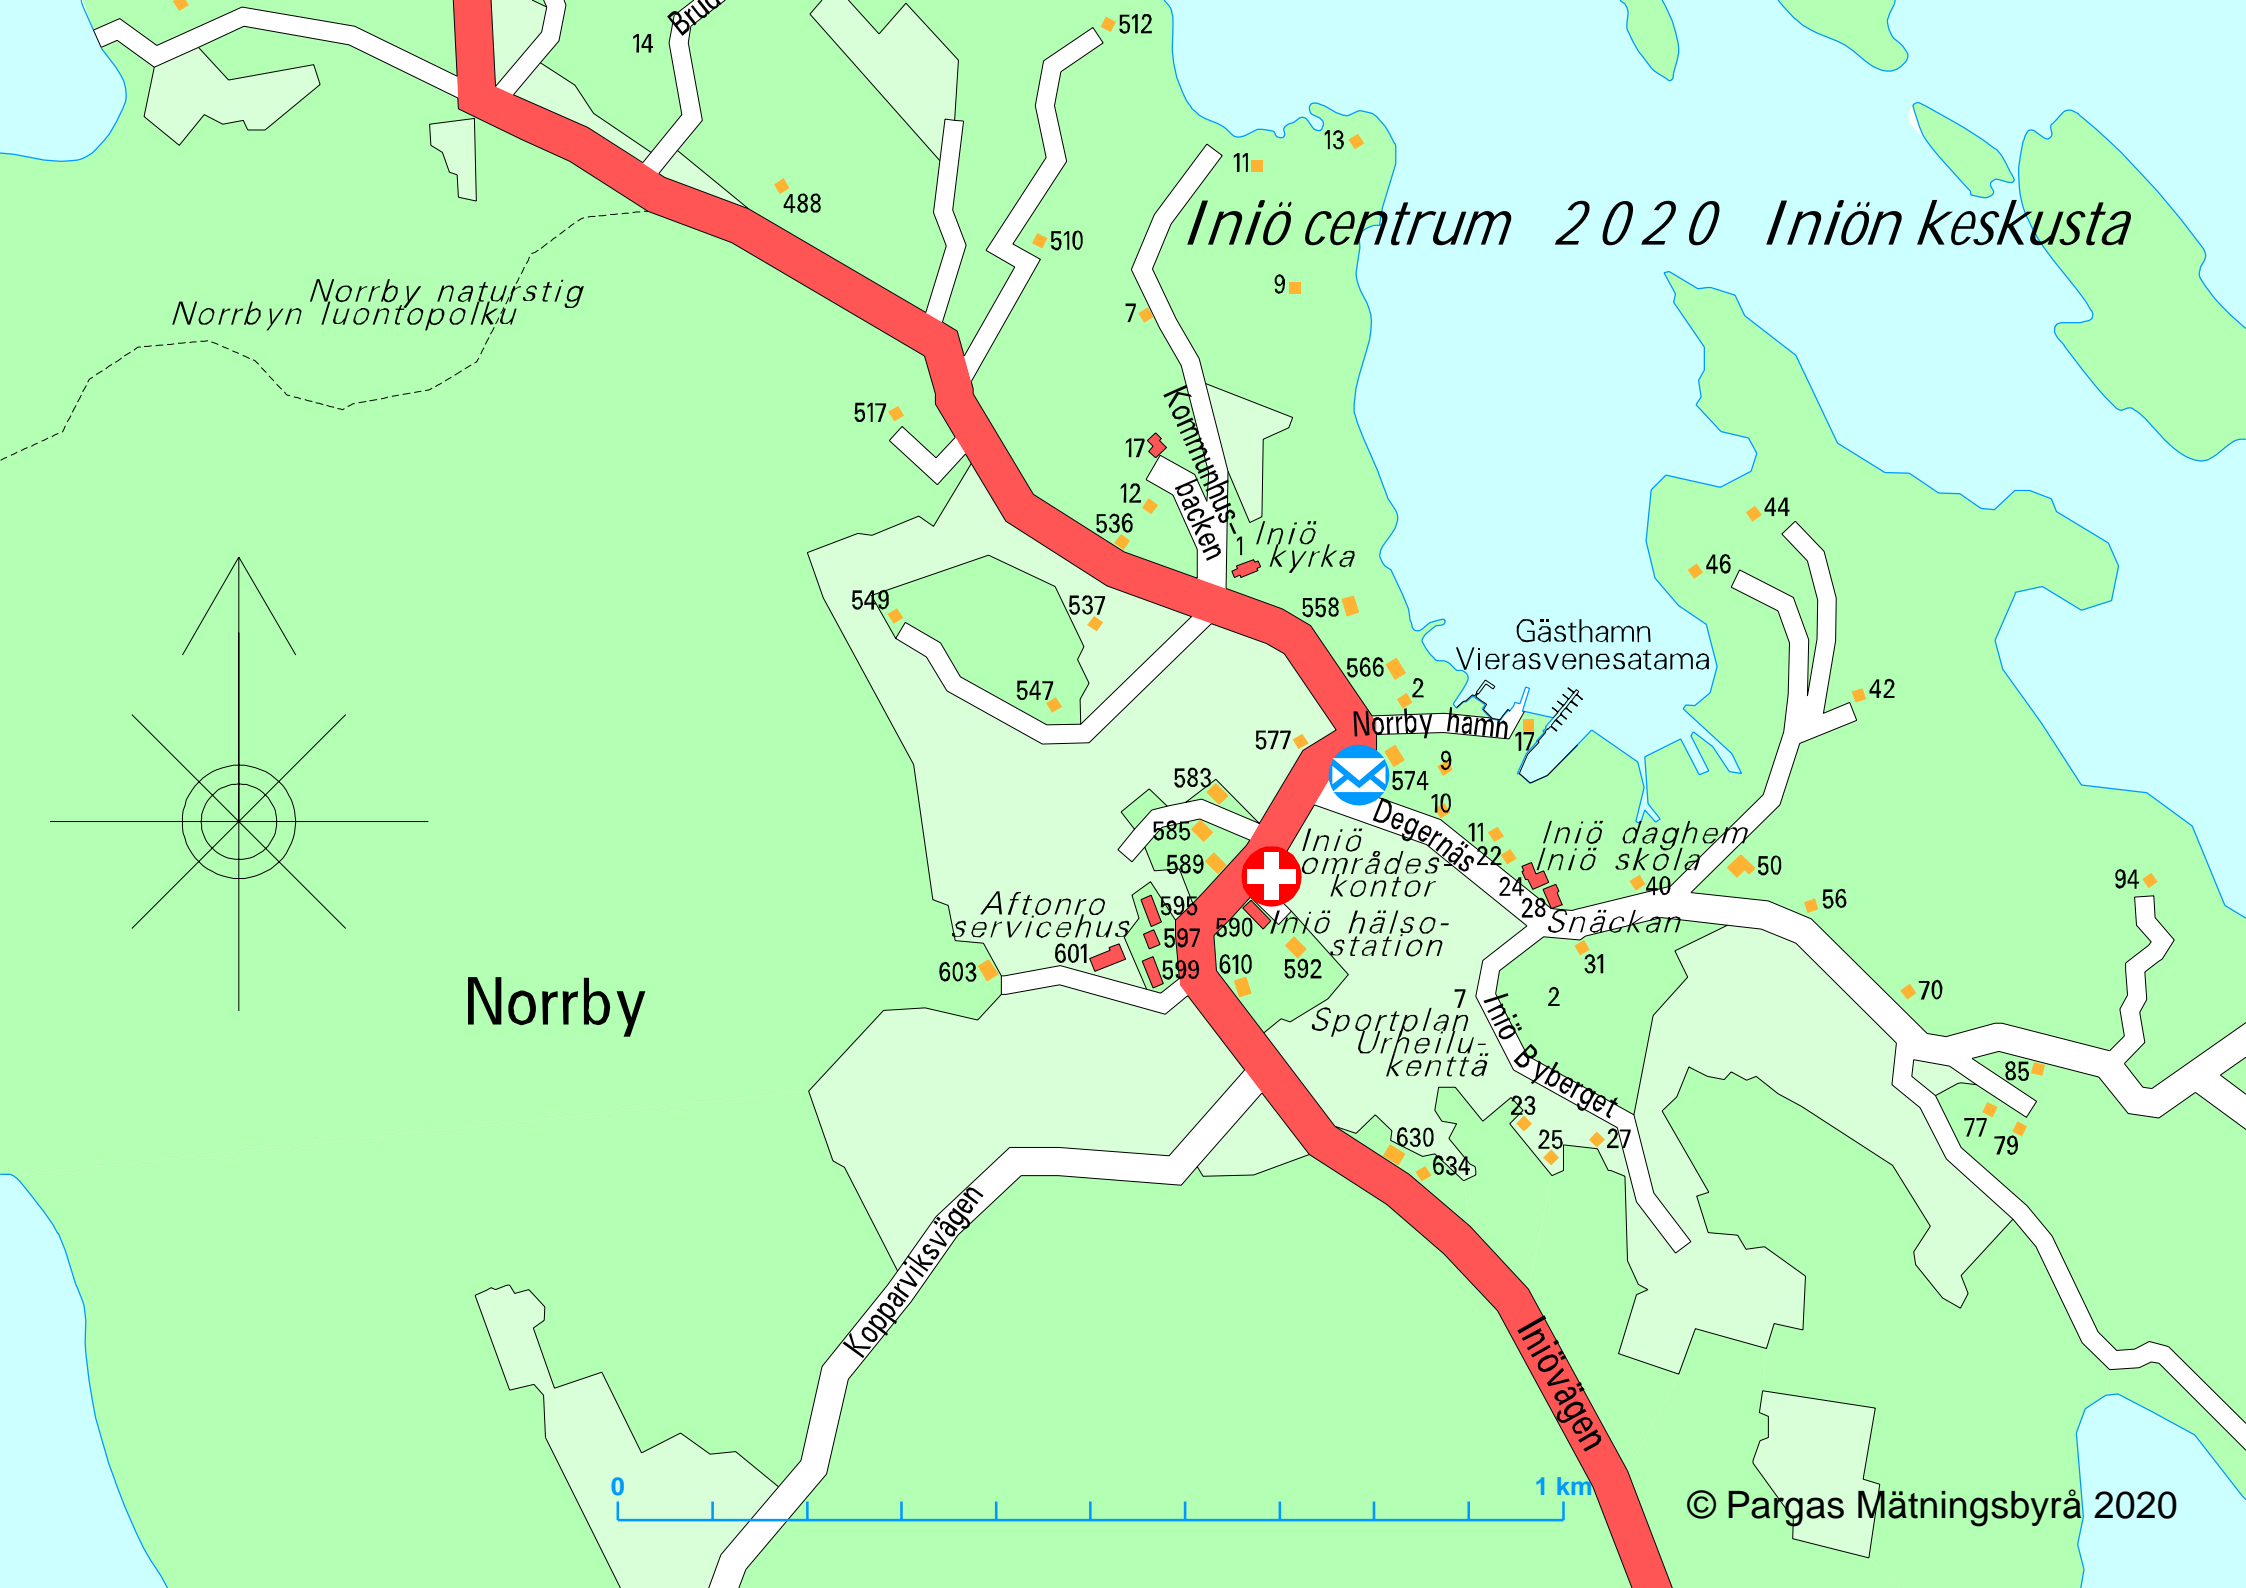 512
14
13
11
488
Iniö centrum 2020 Iniön keskusta
510
9
Norrby naturstig
Norrbyn luontopolku
7
517
17
Kommunhus-
backen
12
536
1
Iniö
kyrka
44
46
549
537
558
Gästhamn
Vierasvenesatama
566
2
547
42
Norrby hamn
17
577
9
574
583
10
Degernäs
585
11
Iniö daghem
Iniö skola
22
Iniö
områdes-
kontor
589
50
40
24
94
56
28
Snäckan
Aftonro
servicehus
595
590
Iniö hälso-
station
597
601
599
603
610
592
31
70
7
2
Norrby
Sportplan
Urheilu-
kenttä
Iniö Byberget
85
23
77
79
25
27
630
634
Kopparviksvägen
Iniövägen
0
1 km
© Pargas Mätningsbyrå 2020